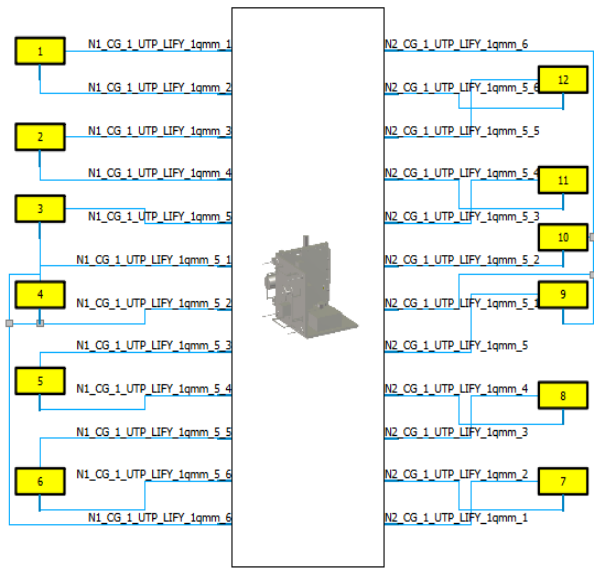 1
N1_CG_1_UTP_LIFY_1qmm_1
N2_CG_1_UTP_LIFY_1qmm_6
N1_CG_1_UTP_LIFY_1qmm_2
N2_CG_1_UTP_LIFY_1qmm_5_6
12
2
N1_CG_1_UTP_LIFY_1qmm_3
N2_CG_1_UTP_LIFY_1qmm_5_5
N1_CG_1_UTP_LIFY_1qmm_4
N2_CG_1_UTP_LIFY_1qmm_5_4
11
3
N1_CG_1_UTP_LIFY_1qmm_5
N2_CG_1_UTP_LIFY_1qmm_5_3
10
N1_CG_1_UTP_LIFY_1qmm_5_1
N2_CG_1_UTP_LIFY_1qmm_5_2
4
N1_CG_1_UTP_LIFY_1qmm_5_2
N2_CG_1_UTP_LIFY_1qmm_5_1
9
N1_CG_1_UTP_LIFY_1qmm_5_3
N2_CG_1_UTP_LIFY_1qmm_5
5
N1_CG_1_UTP_LIFY_1qmm_5_4
N2_CG_1_UTP_LIFY_1qmm_4
8
N1_CG_1_UTP_LIFY_1qmm_5_5
N2_CG_1_UTP_LIFY_1qmm_3
6
N1_CG_1_UTP_LIFY_1qmm_5_6
N2_CG_1_UTP_LIFY_1qmm_2
7
N1_CG_1_UTP_LIFY_1qmm_6
N2_CG_1_UTP_LIFY_1qmm_1